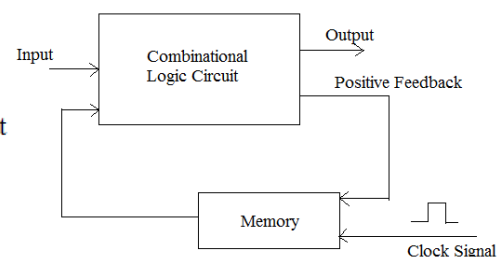 Output
Input
Combinational
Logic Circuit
Positive Feedback
t
Memory
Clock Signal